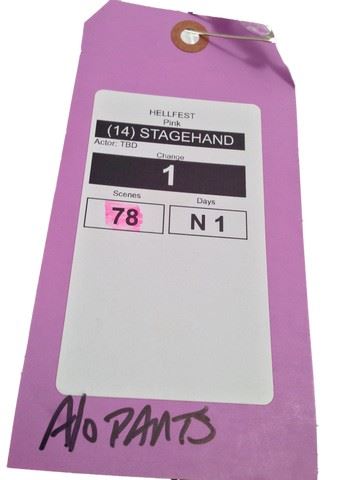 HELLFEST
Pink
(14) STAGEHAND
Actor: TBD
Change
1
Scenes Days
78 N 1
A/O PANTS